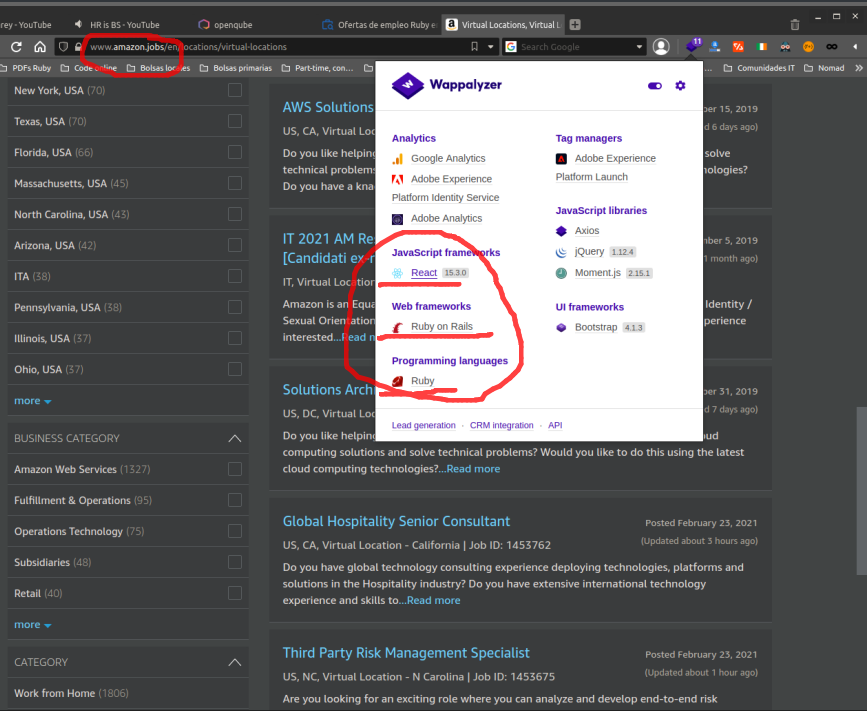 rey - YouTube
HR is BS - YouTube
openqube
Ofertas de empleo Ruby e
Virtual Locations, Virtual L
www.amazon.jobs/en/locations/virtual-locations
Search Google
11
PDFs Ruby
Code online
Bolsas locales
Bolsas primarias
Part-time, con...
Comunidades IT
Nomad
New York, USA (70)
Texas, USA (70)
Florida, USA (66)
Massachusetts, USA (45)
North Carolina, USA (43)
Arizona, USA (42)
ITA (38)
Pennsylvania, USA (38)
Illinois, USA (37)
Ohio, USA (37)
more
BUSINESS CATEGORY
Amazon Web Services (1327)
Fulfillment & Operations (95)
Operations Technology (75)
Subsidiaries (48)
Retail (40)
more
CATEGORY
Work from Home (1806)
Wappalyzer
Analytics
Google Analytics
Adobe Experience
Platform Identity Service
Adobe Analytics
JavaScript frameworks
React 15.3.0
Web frameworks
Ruby on Rails
Programming languages
Ruby
Tag managers
Adobe Experience
Platform Launch
JavaScript libraries
Axios
jQuery 1.12.4
Moment.js 2.15.1
UI frameworks
Bootstrap 4.1.3
Lead generation · CRM integration · API
AWS Solutions
ber 15, 2019
US, CA, Virtual Loc
d 6 days ago)
Do you like helping
solve
technical problems
ologies?
Do you have a kna
IT 2021 AM Re
ber 5, 2019
[Candidati ex-
1 month ago)
IT, Virtual Location
Amazon is an Equa
Identity /
Sexual Orientation
perience
interested...Read m
Solutions Archi
ber 31, 2019
US, DC, Virtual Loc
d 7 days ago)
Do you like helping
oud
computing solutions and solve technical problems? Would you like to do this using the latest
cloud computing technologies?...Read more
Global Hospitality Senior Consultant
Posted February 23, 2021
US, CA, Virtual Location - California | Job ID: 1453762
(Updated about 3 hours ago)
Do you have global technology consulting experience deploying technologies, platforms and
solutions in the Hospitality industry? Do you have extensive international technology
experience and skills to...Read more
Third Party Risk Management Specialist
Posted February 23, 2021
US, NC, Virtual Location - N Carolina | Job ID: 1453675
(Updated about 1 hour ago)
Are you looking for an exciting role where you can analyze and develop end-to-end risk